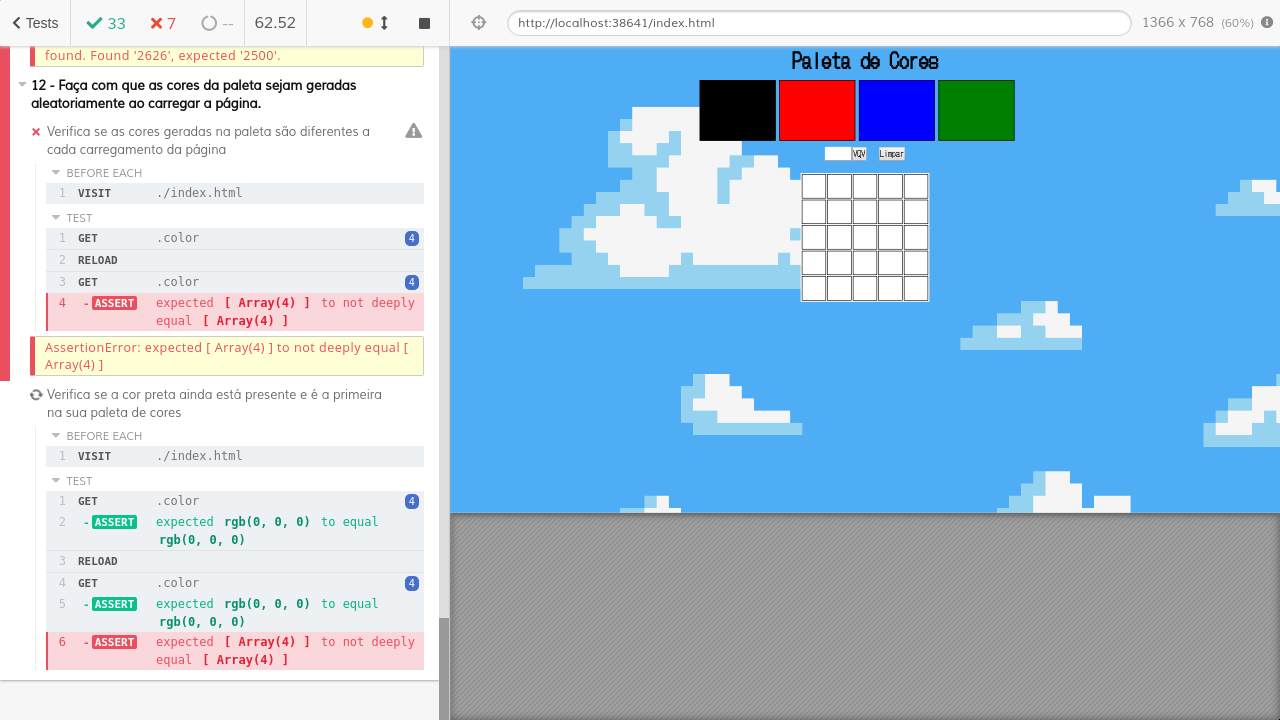 Tests
33
7
--
62.52
http://localhost:38641/index.html
1366 x 768 (60%)
found. Found '2626', expected '2500'.
12 - Faça com que as cores da paleta sejam geradas
aleatoriamente ao carregar a página.
Verifica se as cores geradas na paleta são diferentes a
cada carregamento da página
BEFORE EACH
1 VISIT ./index.html
TEST
1 GET .color 4
2 RELOAD
3 GET .color 4
4 -ASSERT expected [ Array(4) ] to not deeply
equal [ Array(4) ]
AssertionError: expected [ Array(4) ] to not deeply equal [
Array(4) ]
Verifica se a cor preta ainda está presente e é a primeira
na sua paleta de cores
BEFORE EACH
1 VISIT ./index.html
TEST
1 GET .color 4
2 -ASSERT expected rgb(0, 0, 0) to equal
rgb(0, 0, 0)
3 RELOAD
4 GET .color 4
5 -ASSERT expected rgb(0, 0, 0) to equal
rgb(0, 0, 0)
6 -ASSERT expected [ Array(4) ] to not deeply
equal [ Array(4) ]
Paleta de Cores
VQV
Limpar